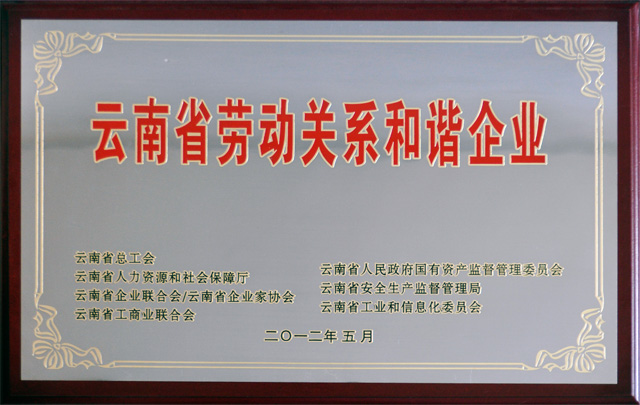 云南省劳动关系和谐企业
云南省总工会
云南省人力资源和社会保障厅
云南省企业联合会/云南省企业家协会
云南省工商业联合会
云南省人民政府国有资产监督管理委员会
云南省安全生产监督管理局
云南省工业和信息化委员会
二〇一二年五月